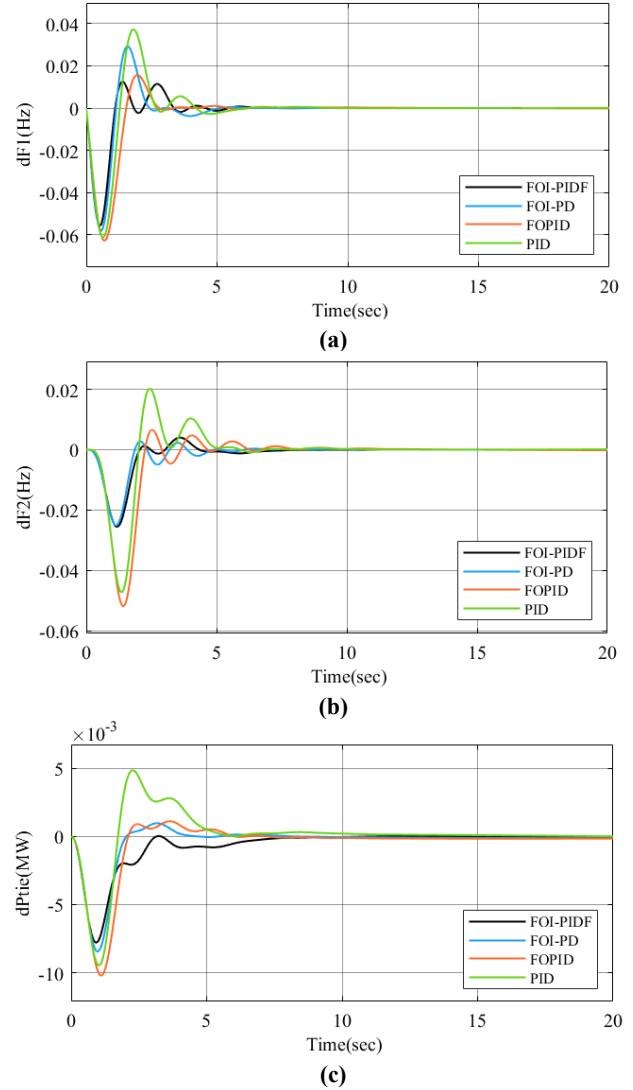 0.04
0.02
0
-0.02
-0.04
-0.06
dF1(Hz)
FOI-PIDF
FOI-PD
FOPID
PID
0 5 10 15 20
Time(sec)
(a)
0.02
0
-0.02
-0.04
-0.06
dF2(Hz)
FOI-PIDF
FOI-PD
FOPID
PID
0 5 10 15 20
Time(sec)
(b)
×10⁻³
5
0
-5
-10
dPtie(MW)
FOI-PIDF
FOI-PD
FOPID
PID
0 5 10 15 20
Time(sec)
(c)